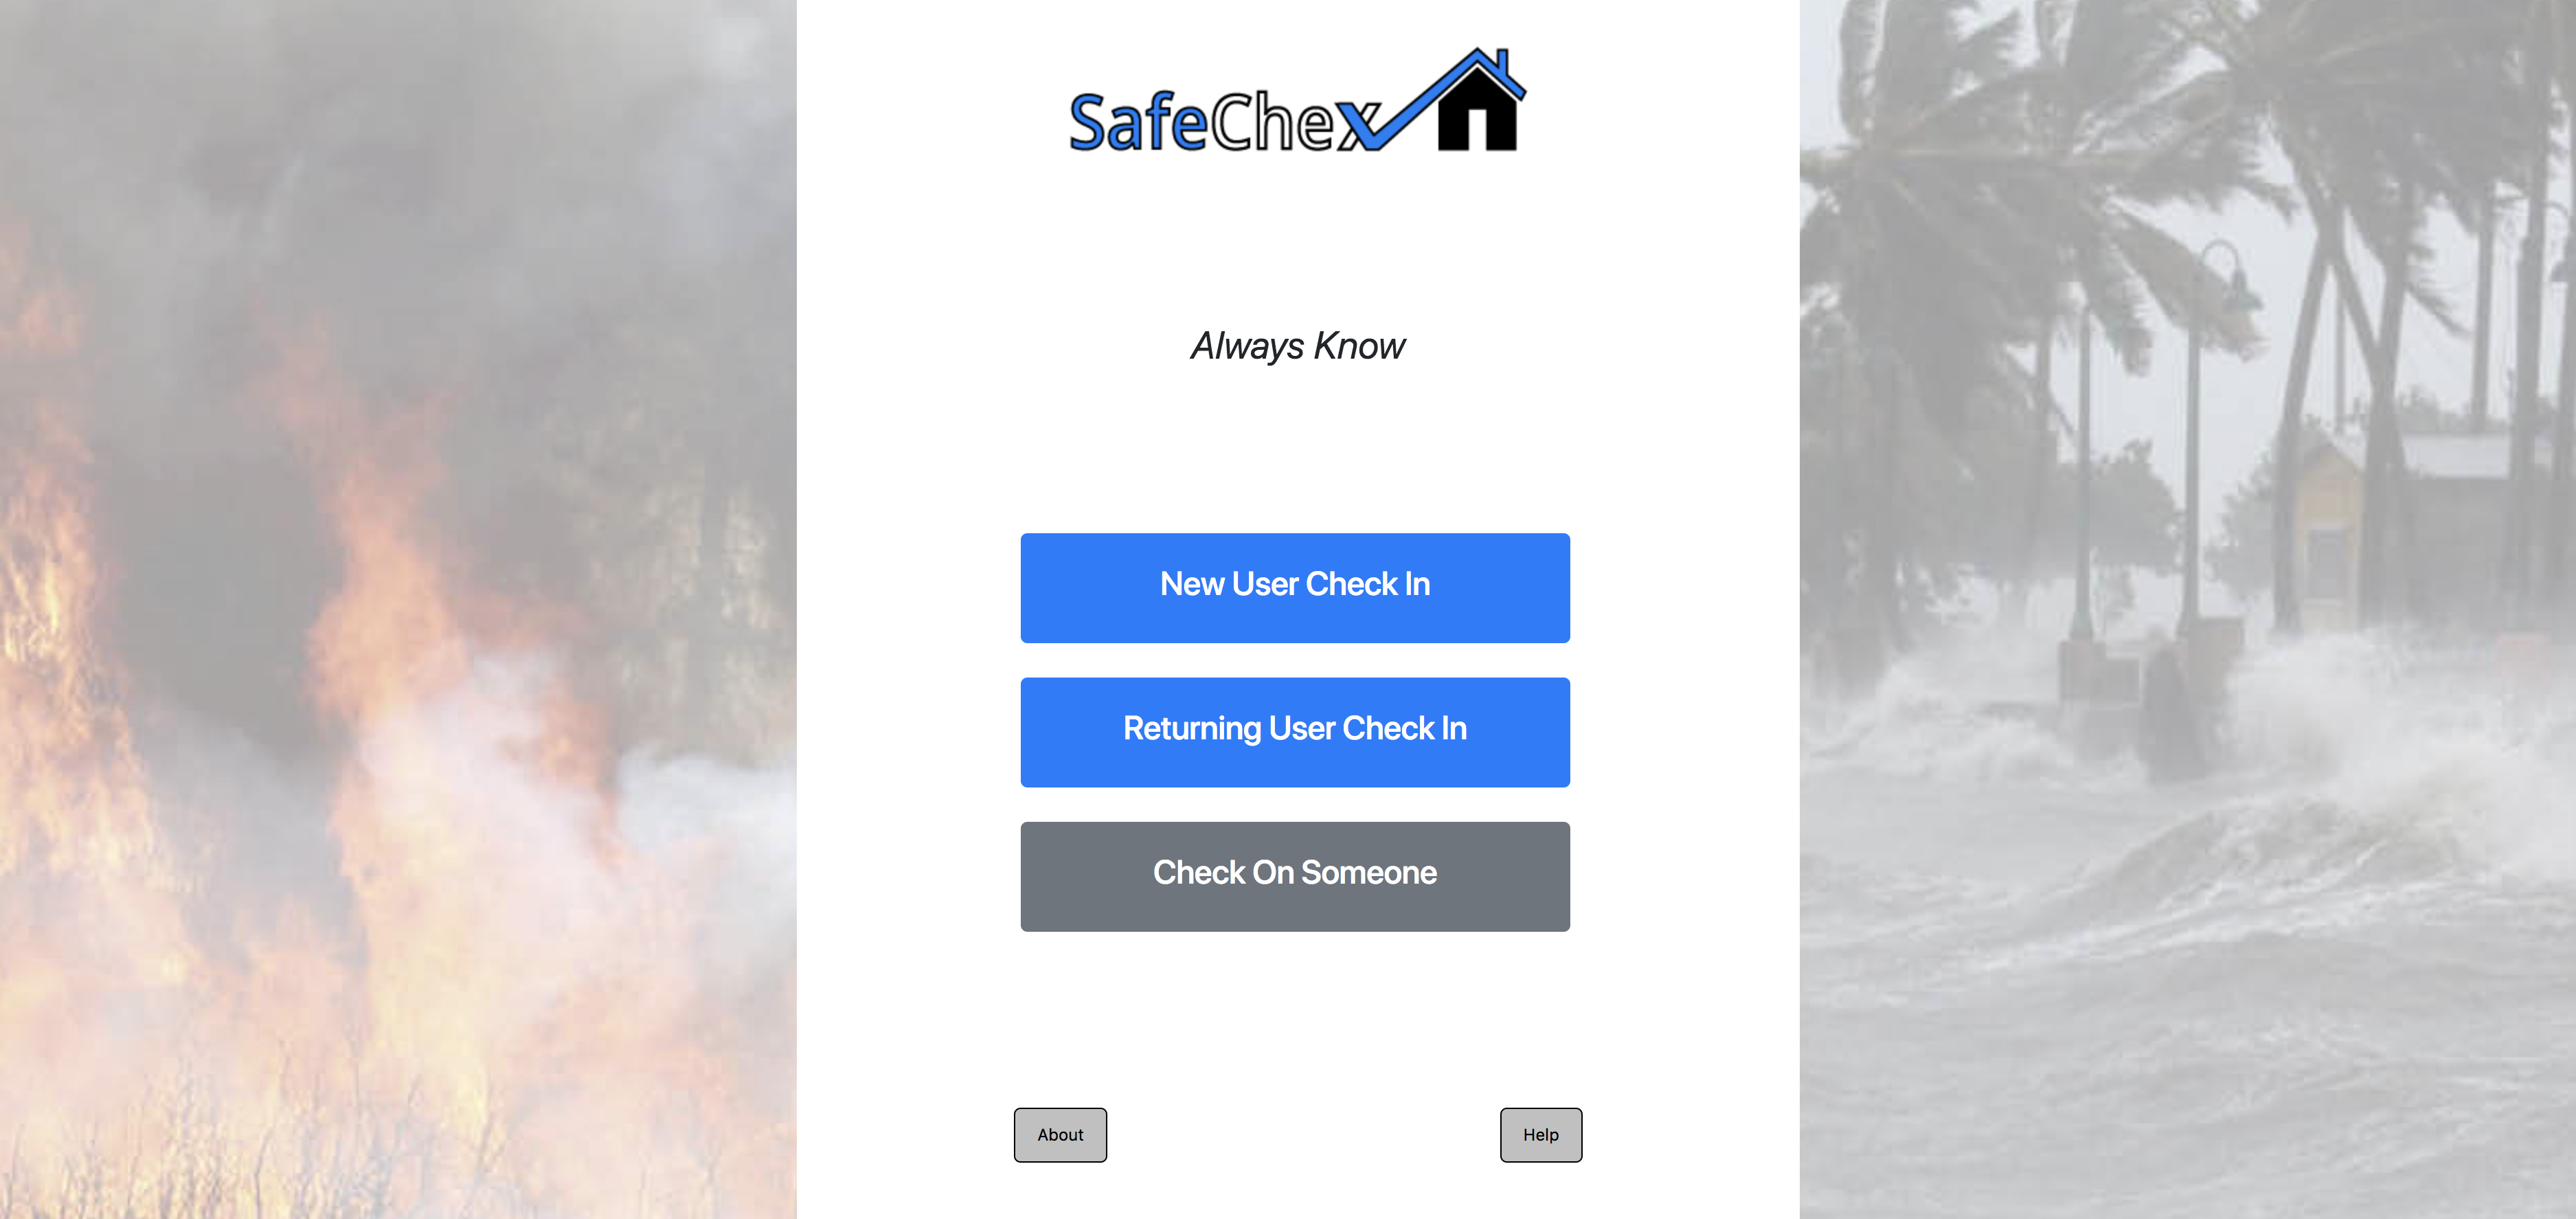 SafeChex
Always Know
New User Check In
Returning User Check In
Check On Someone
About
Help